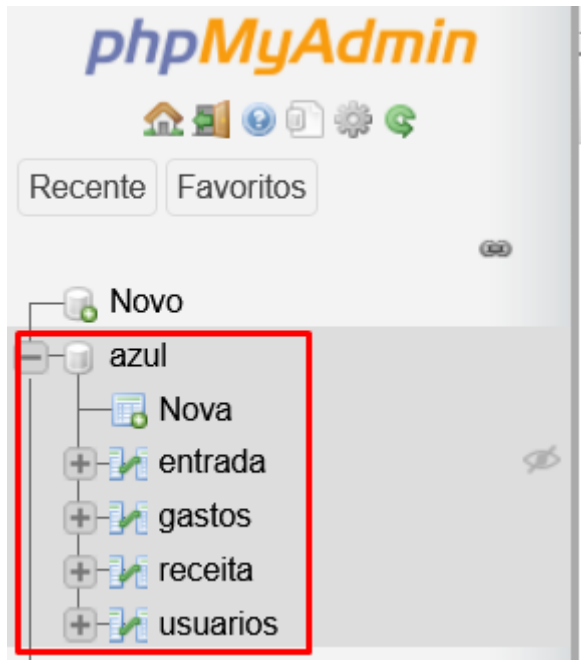 phpMyAdmin
Recente Favoritos
Novo
azul
Nova
entrada
gastos
receita
usuarios